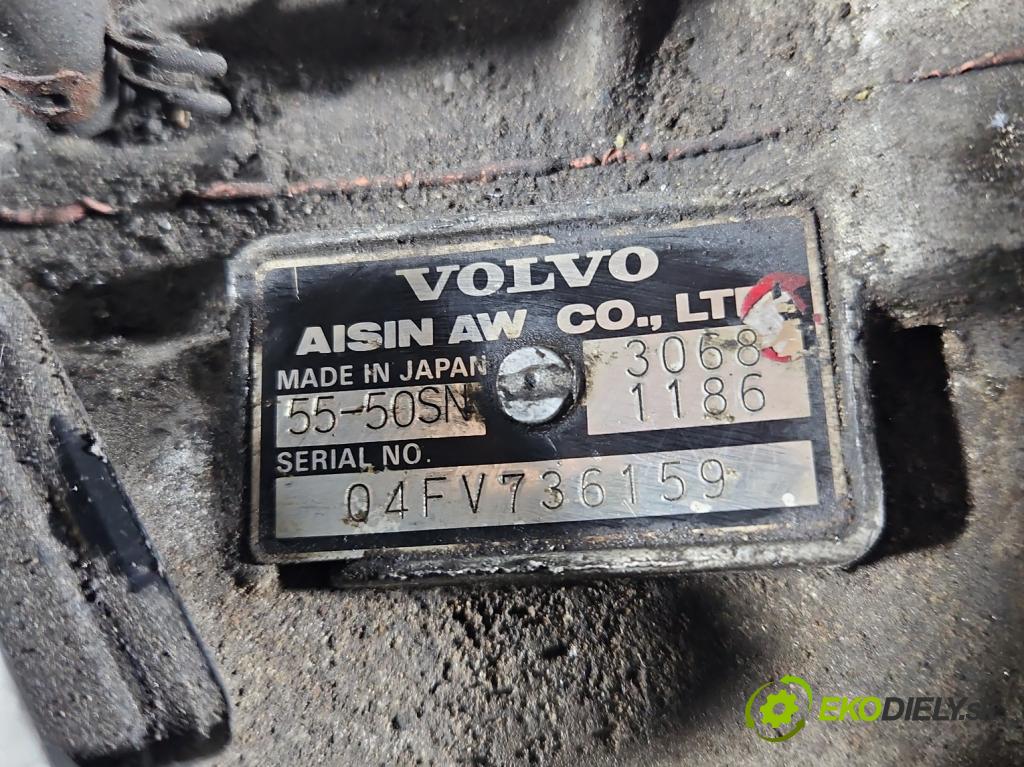 VOLVO
AISIN AW CO., LTD.
MADE IN JAPAN
55-50SN
3068
1186
SERIAL NO.
04FV736159
EKODIELY.sk